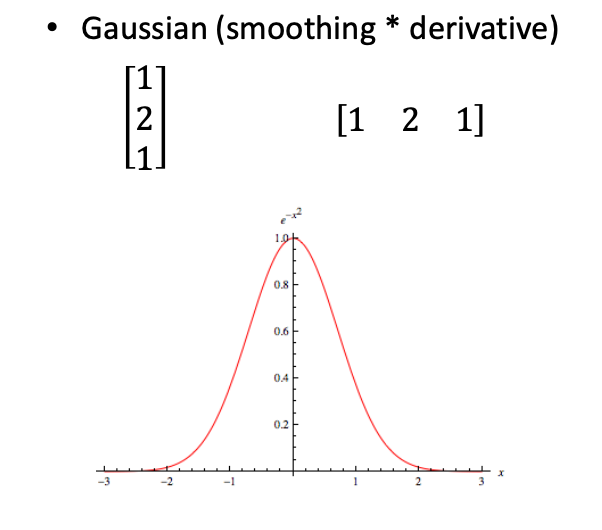 • Gaussian (smoothing * derivative)
[1
2
1]
[1 2 1]
e^-x^2
1.0
0.8
0.6
0.4
0.2
-3 -2 -1 1 2 3 x